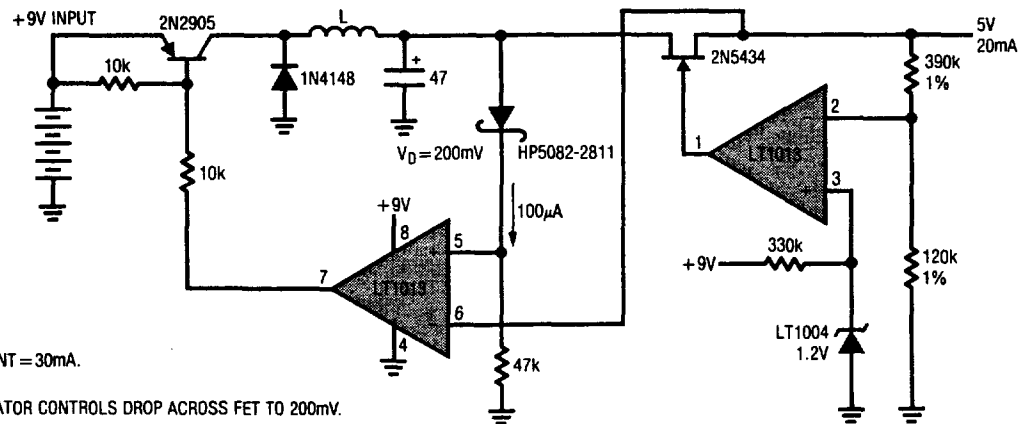 +9V INPUT
2N2905
L
2N5434
5V
20mA
10k
1N4148
+
47
390k
1%
10k
V_D=200mV
HP5082-2811
1
LT1013
2
-
3
+
100µA
+9V
8
5
+
7
LT1013
6
-
4
+9V
330k
120k
1%
47k
LT1004
1.2V
NT=30mA.
ATOR CONTROLS DROP ACROSS FET TO 200mV.